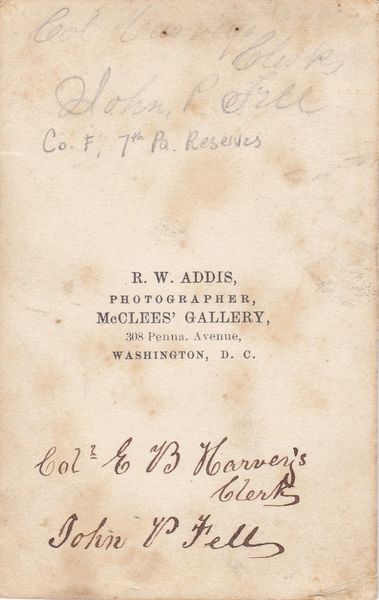 Col Harvey
Clerk
John, P Fell
Co. F, 7th Pa. Reserves
R. W. ADDIS,
PHOTOGRAPHER,
McCLEES' GALLERY,
308 Penna. Avenue,
WASHINGTON, D. C.
Col? E B Harvey's
Clerk
John P Fell